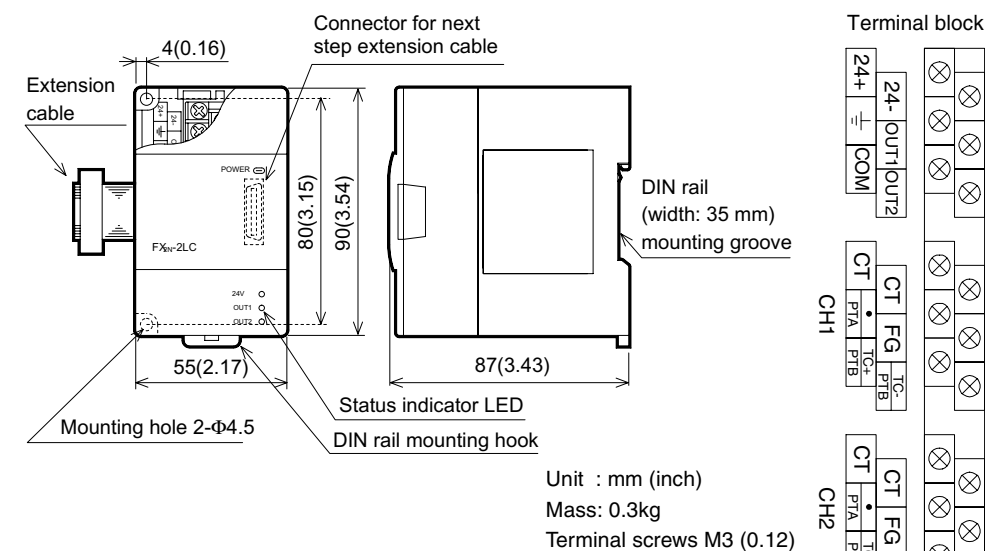 Connector for next
step extension cable
Terminal block
4(0.16)
Extension
cable
24+
24-
POWER
FX2N-2LC
24V
OUT1
OUT2
80(3.15)
90(3.54)
55(2.17)
87(3.43)
DIN rail
(width: 35 mm)
mounting groove
Status indicator LED
Mounting hole 2-Φ4.5
DIN rail mounting hook
Unit : mm (inch)
Mass: 0.3kg
Terminal screws M3 (0.12)
24+
COM
24- OUT1 OUT2
CH1
CT
PTA •
PTB TC+
CT FG
PTB TC-
CH2
CT
PTA •
CT FG